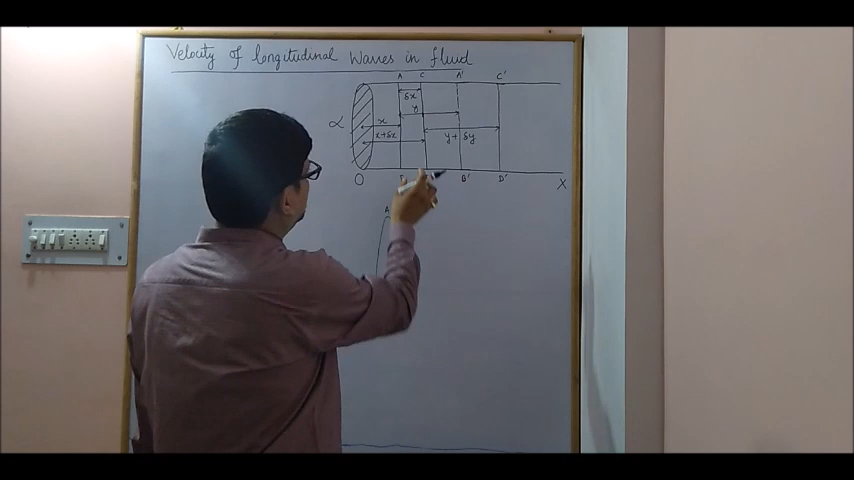 Velocity of longitudinal Waves in fluid
A C A' C'
δx
y
α x
x+δx y + δy
B' D'
O X
A